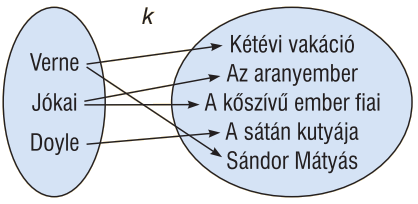 k
Verne
Jókai
Doyle
Kétévi vakáció
Az aranyember
A kőszívű ember fiai
A sátán kutyája
Sándor Mátyás